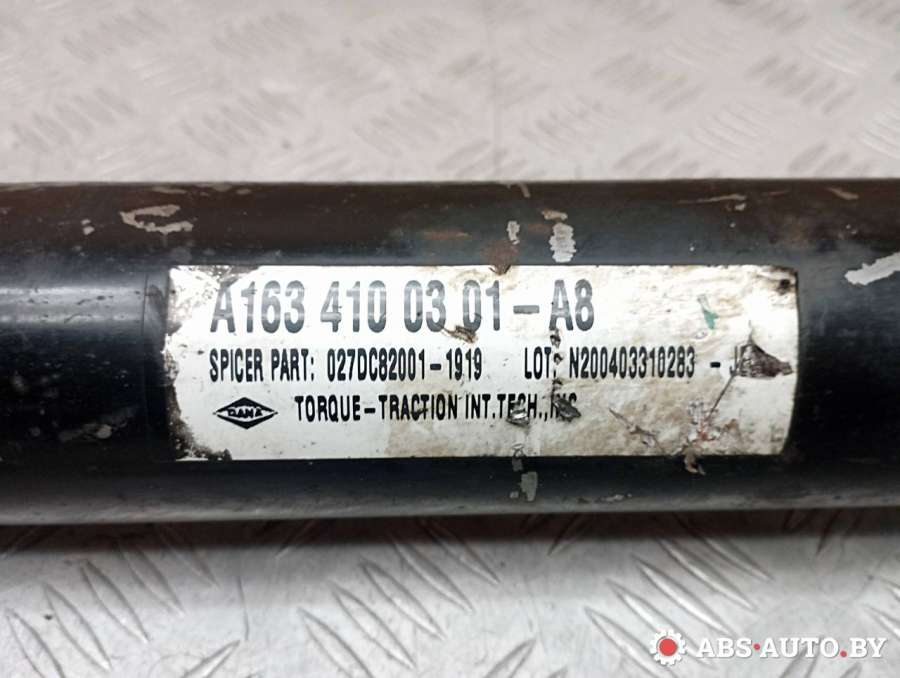 A163 410 03 01-A8
SPICER PART: 027DC82001-1919 LOT: N200403310283 -
DANA TORQUE-TRACTION INT.TECH.,INC
ABS-AUTO.BY